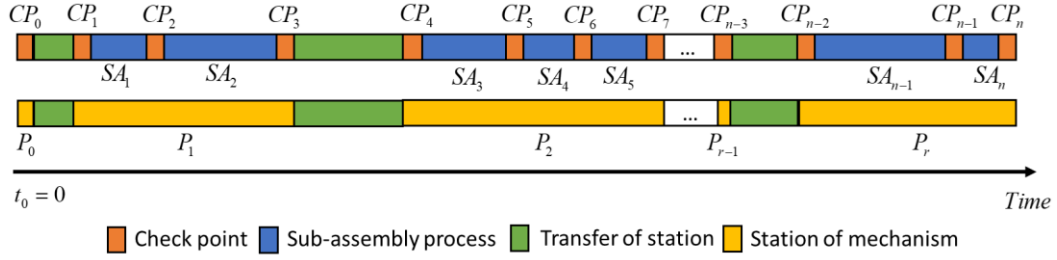 CP₀ CP₁ CP₂ CP₃ CP₄ CP₅ CP₆ CP₇ CPₙ₋₃ CPₙ₋₂ CPₙ₋₁ CPₙ
...
SA₁ SA₂ SA₃ SA₄ SA₅ SAₙ₋₁ SAₙ
...
P₀ P₁ P₂ Pᵣ₋₁ Pᵣ
t₀ = 0 Time
Check point Sub-assembly process Transfer of station Station of mechanism